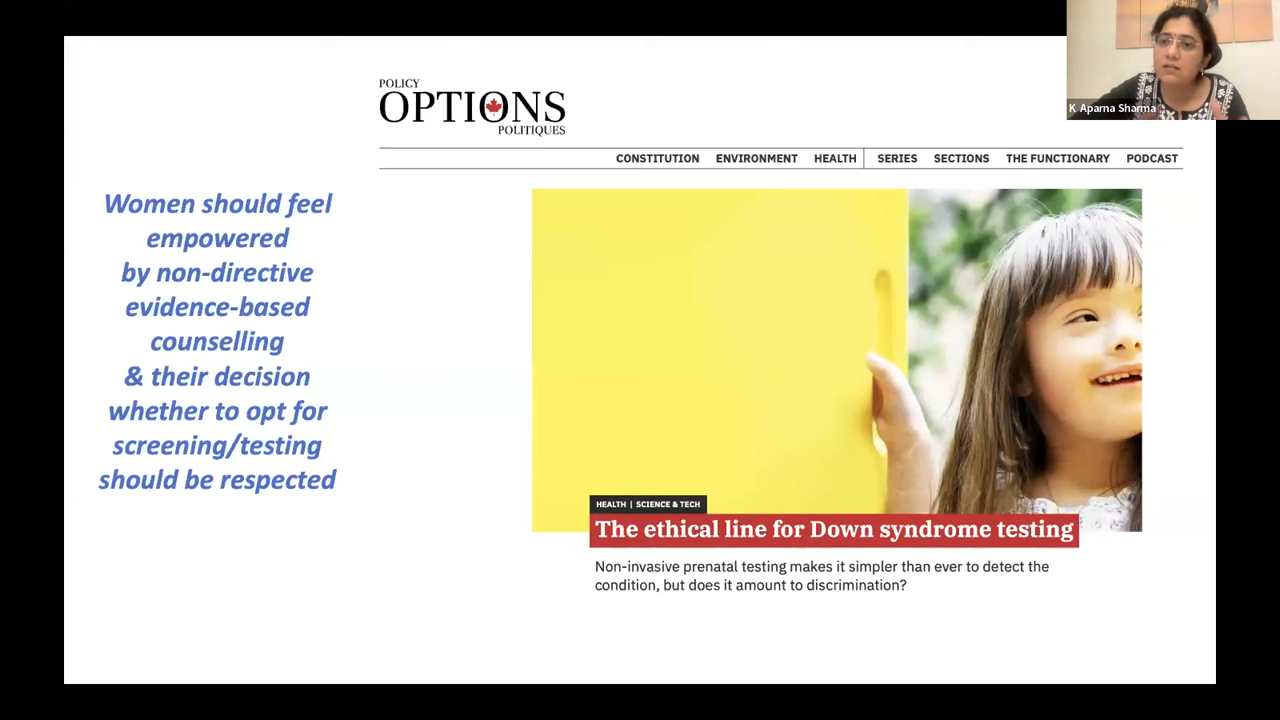 K Aparna Sharma
POLICY
OPTIONS
POLITIQUES
CONSTITUTION ENVIRONMENT HEALTH SERIES SECTIONS THE FUNCTIONARY PODCAST
Women should feel
empowered
by non-directive
evidence-based
counselling
& their decision
whether to opt for
screening/testing
should be respected
HEALTH | SCIENCE & TECH
The ethical line for Down syndrome testing
Non-invasive prenatal testing makes it simpler than ever to detect the
condition, but does it amount to discrimination?